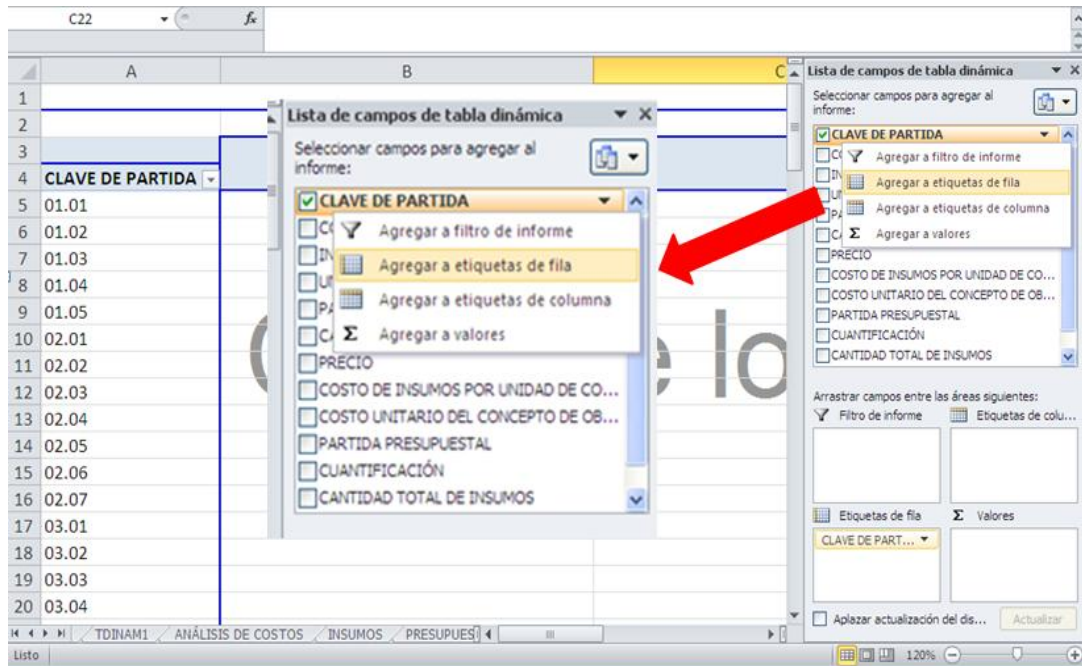 C22 fx
A B C
1
2
3
4 CLAVE DE PARTIDA
5 01.01
6 01.02
7 01.03
8 01.04
9 01.05
10 02.01
11 02.02
12 02.03
13 02.04
14 02.05
15 02.06
16 02.07
17 03.01
18 03.02
19 03.03
20 03.04
Lista de campos de tabla dinámica
Seleccionar campos para agregar al
informe:
CLAVE DE PARTIDA
Agregar a filtro de informe
Agregar a etiquetas de fila
Agregar a etiquetas de columna
Σ Agregar a valores
PRECIO
COSTO DE INSUMOS POR UNIDAD DE CO...
COSTO UNITARIO DEL CONCEPTO DE OB...
PARTIDA PRESUPUESTAL
CUANTIFICACIÓN
CANTIDAD TOTAL DE INSUMOS
Lista de campos de tabla dinámica
Seleccionar campos para agregar al
informe:
CLAVE DE PARTIDA
Agregar a filtro de informe
Agregar a etiquetas de fila
Agregar a etiquetas de columna
Σ Agregar a valores
PRECIO
COSTO DE INSUMOS POR UNIDAD DE CO...
COSTO UNITARIO DEL CONCEPTO DE OB...
PARTIDA PRESUPUESTAL
CUANTIFICACIÓN
CANTIDAD TOTAL DE INSUMOS
Arrastrar campos entre las áreas siguientes:
Filtro de informe Etiquetas de colu...
Etiquetas de fila Σ Valores
CLAVE DE PART...
Aplazar actualización del dis... Actualizar
TDINAM1 ANÁLISIS DE COSTOS INSUMOS PRESUPUES
Listo 120%